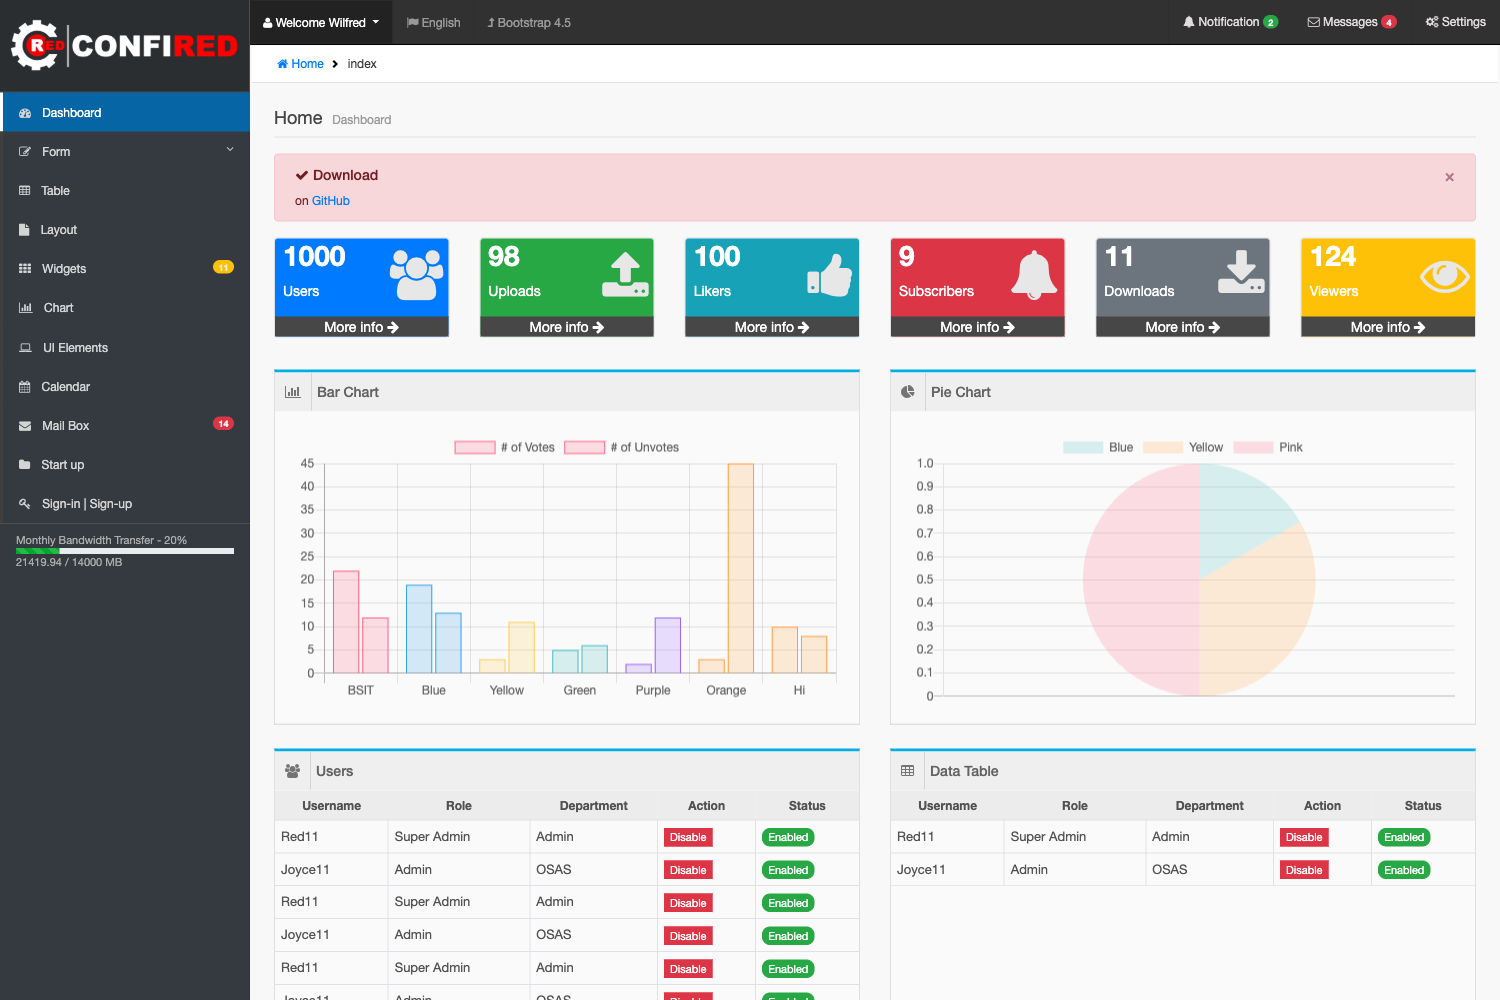 RED CONFIRED
Welcome Wilfred English Bootstrap 4.5 Notification 2 Messages 4 Settings
Home index
Dashboard
Form
Table
Layout
Widgets 11
Chart
UI Elements
Calendar
Mail Box 14
Start up
Sign-in | Sign-up
Monthly Bandwidth Transfer - 20%
21419.94 / 14000 MB
Home Dashboard
Download ×
on GitHub
1000
Users
More info
98
Uploads
More info
100
Likers
More info
9
Subscribers
More info
11
Downloads
More info
124
Viewers
More info
Bar Chart
# of Votes # of Unvotes
45
40
35
30
25
20
15
10
5
0
BSIT Blue Yellow Green Purple Orange Hi
Pie Chart
Blue Yellow Pink
1.0
0.9
0.8
0.7
0.6
0.5
0.4
0.3
0.2
0.1
0
Users
Username Role Department Action Status
Red11 Super Admin Admin Disable Enabled
Joyce11 Admin OSAS Disable Enabled
Red11 Super Admin Admin Disable Enabled
Joyce11 Admin OSAS Disable Enabled
Red11 Super Admin Admin Disable Enabled
Joyce11 Admin OSAS Disable Enabled
Data Table
Username Role Department Action Status
Red11 Super Admin Admin Disable Enabled
Joyce11 Admin OSAS Disable Enabled